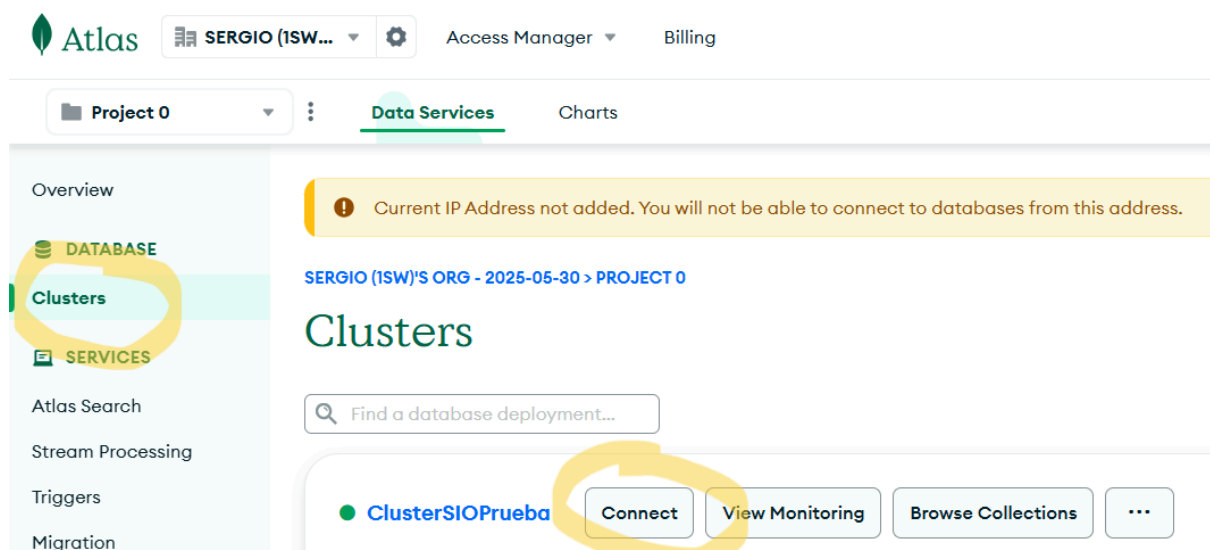 Atlas SERGIO (1SW... Access Manager Billing
Project 0 Data Services Charts
Overview
DATABASE
Clusters
SERVICES
Atlas Search
Stream Processing
Triggers
Migration
Current IP Address not added. You will not be able to connect to databases from this address.
SERGIO (1SW)'S ORG - 2025-05-30 > PROJECT 0
Clusters
Find a database deployment...
ClusterSIOPrueba Connect View Monitoring Browse Collections ...